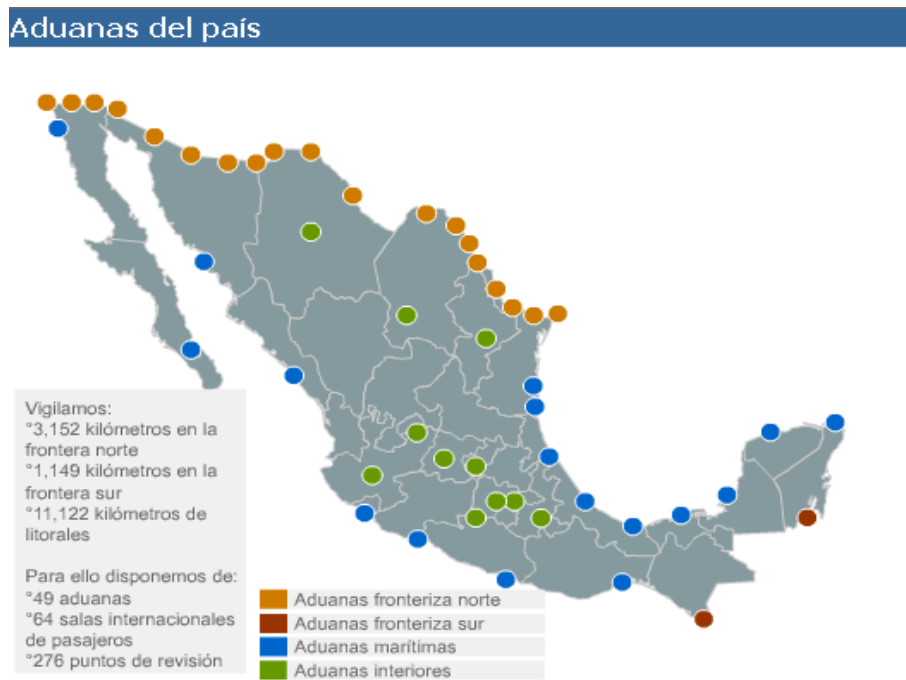 Aduanas del país
Vigilamos:
°3,152 kilómetros en la
frontera norte
°1,149 kilómetros en la
frontera sur
°11,122 kilómetros de
litorales
Para ello disponemos de:
°49 aduanas
°64 salas internacionales
de pasajeros
°276 puntos de revisión
Aduanas fronteriza norte
Aduanas fronteriza sur
Aduanas marítimas
Aduanas interiores